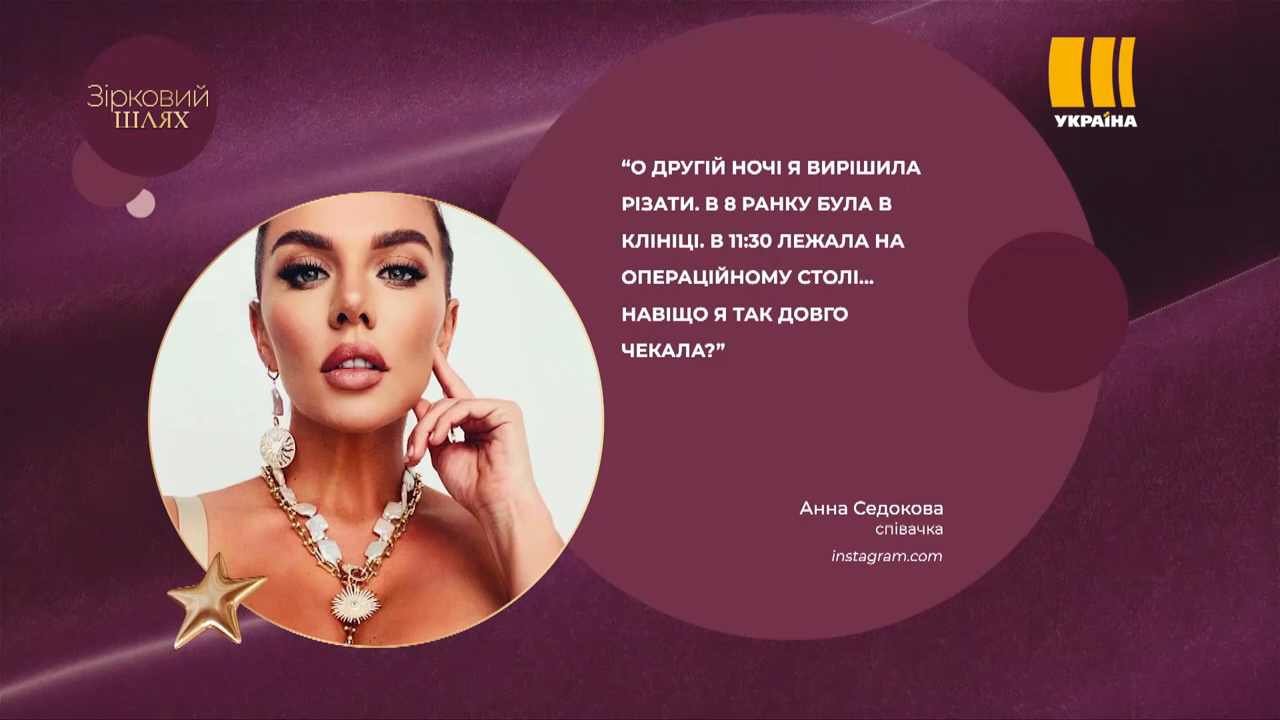 Зірковий
ШЛЯХ
УКРАЇНА
“О ДРУГІЙ НОЧІ Я ВИРІШИЛА
РІЗАТИ. В 8 РАНКУ БУЛА В
КЛІНІЦІ. В 11:30 ЛЕЖАЛА НА
ОПЕРАЦІЙНОМУ СТОЛІ...
НАВІЩО Я ТАК ДОВГО
ЧЕКАЛА?”
Анна Седокова
співачка
instagram.com